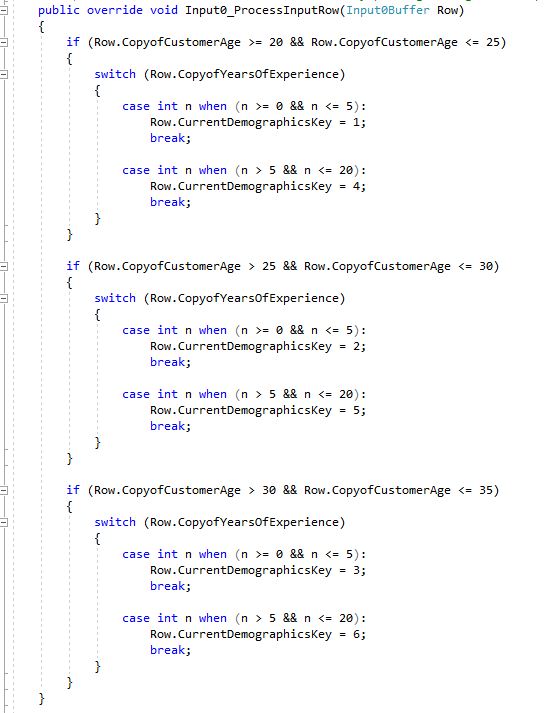 public override void Input0_ProcessInputRow(Input0Buffer Row)
{
if (Row.CopyofCustomerAge >= 20 && Row.CopyofCustomerAge <= 25)
{
switch (Row.CopyofYearsOfExperience)
{
case int n when (n >= 0 && n <= 5):
Row.CurrentDemographicsKey = 1;
break;
case int n when (n > 5 && n <= 20):
Row.CurrentDemographicsKey = 4;
break;
}
}
if (Row.CopyofCustomerAge > 25 && Row.CopyofCustomerAge <= 30)
{
switch (Row.CopyofYearsOfExperience)
{
case int n when (n >= 0 && n <= 5):
Row.CurrentDemographicsKey = 2;
break;
case int n when (n > 5 && n <= 20):
Row.CurrentDemographicsKey = 5;
break;
}
}
if (Row.CopyofCustomerAge > 30 && Row.CopyofCustomerAge <= 35)
{
switch (Row.CopyofYearsOfExperience)
{
case int n when (n >= 0 && n <= 5):
Row.CurrentDemographicsKey = 3;
break;
case int n when (n > 5 && n <= 20):
Row.CurrentDemographicsKey = 6;
break;
}
}
}